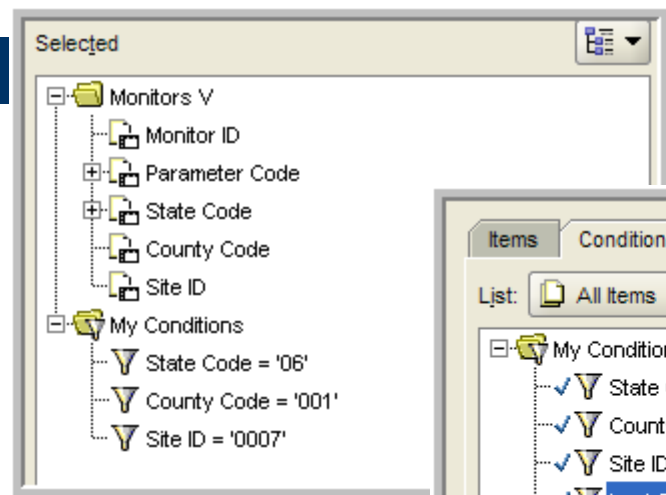 Selected
Monitors V
Monitor ID
Parameter Code
State Code
County Code
Site ID
My Conditions
State Code = '06'
County Code = '001'
Site ID = '0007'
Items
Condition
List: All Items
My Condition
State
Count
Site ID